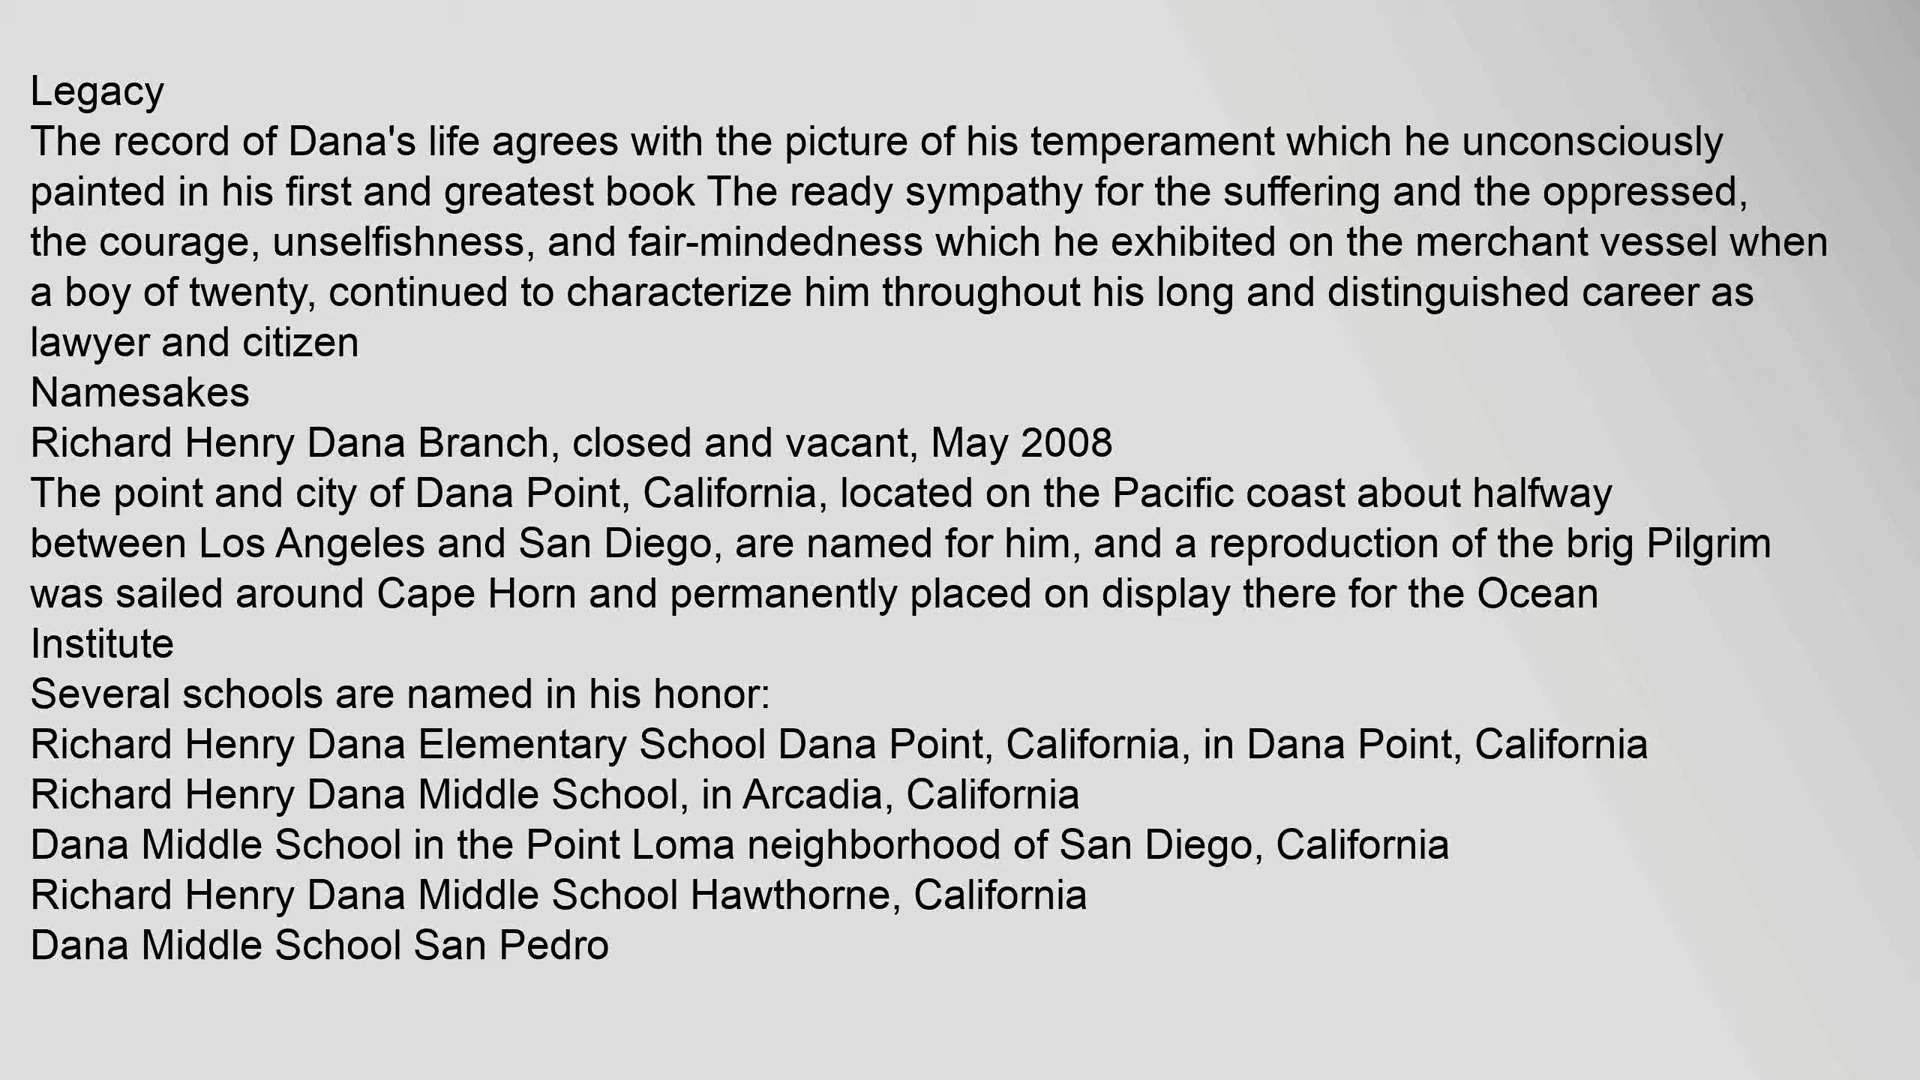 Legacy
The record of Dana's life agrees with the picture of his temperament which he unconsciously
painted in his first and greatest book The ready sympathy for the suffering and the oppressed,
the courage, unselfishness, and fair-mindedness which he exhibited on the merchant vessel when
a boy of twenty, continued to characterize him throughout his long and distinguished career as
lawyer and citizen
Namesakes
Richard Henry Dana Branch, closed and vacant, May 2008
The point and city of Dana Point, California, located on the Pacific coast about halfway
between Los Angeles and San Diego, are named for him, and a reproduction of the brig Pilgrim
was sailed around Cape Horn and permanently placed on display there for the Ocean
Institute
Several schools are named in his honor:
Richard Henry Dana Elementary School Dana Point, California, in Dana Point, California
Richard Henry Dana Middle School, in Arcadia, California
Dana Middle School in the Point Loma neighborhood of San Diego, California
Richard Henry Dana Middle School Hawthorne, California
Dana Middle School San Pedro